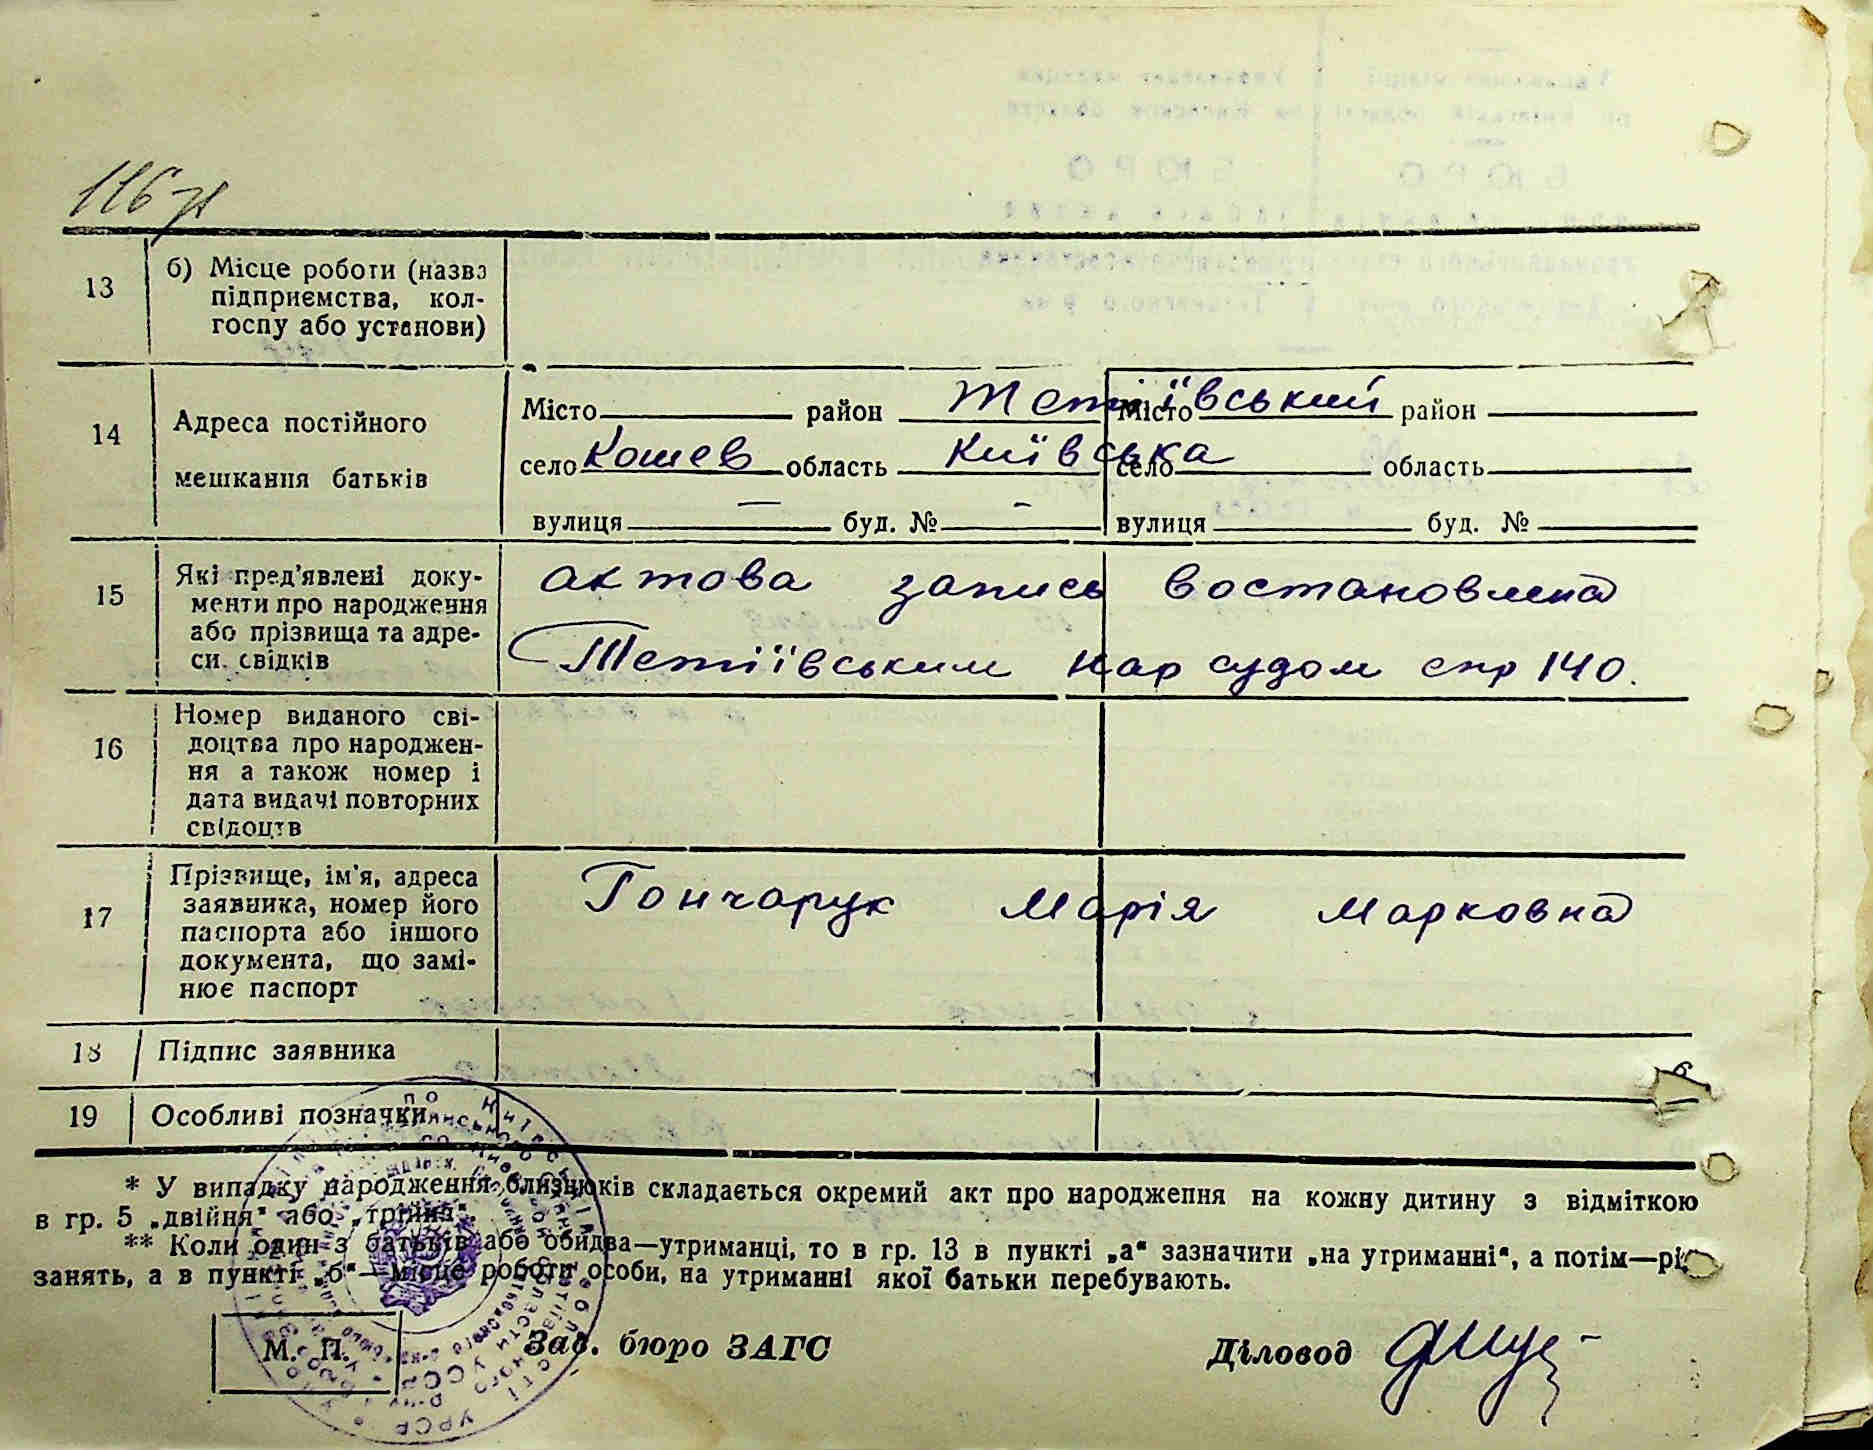 116 зв
13 б) Місце роботи (назва
підприємства, кол-
госпу або установи)
14 Адреса постійного
мешкання батьків
Місто район Тетіївський Місто район
село Кошев область Київська село область
вулиця — буд. № — вулиця буд. №
15 Які пред'явлені доку-
менти про народження
або прізвища та адре-
си свідків
актова запись востановлена
Тетіївським нар судом стр 140.
16 Номер виданого сві-
доцтва про народжен-
ня а також номер і
дата видачі повторних
свідоцтв
17 Прізвище, ім'я, адреса
заявника, номер його
паспорта або іншого
документа, що замі-
нює паспорт
Гончарук Марія Марковна
18 Підпис заявника
19 Особливі позначки
* У випадку народження близнюків складається окремий акт про народження на кожну дитину з відміткою
в гр. 5 „двійня“ або „трійня“.
** Коли один з батьків або обидва—утриманці, то в гр. 13 в пункті „а“ зазначити „на утриманні“, а потім—рід
занять, а в пункті „б“—місце роботи особи, на утриманні якої батьки перебувають.
М. П. Зав. бюро ЗАГС Діловод